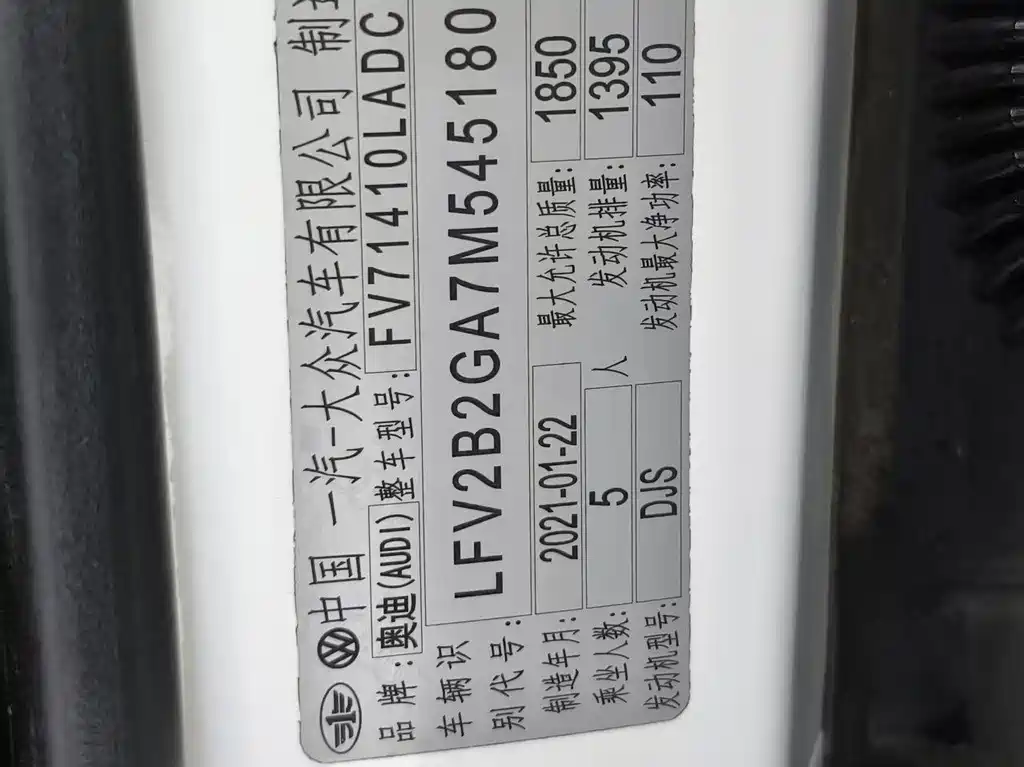 中国 一汽-大众汽车有限公司 制
品牌:奥迪(AUDI) 整车型号: FV71410LADC
车辆识
别代号: LFV2B2GA7M545180
制造年月: 2021-01-22 最大允许总质量: 1850
乘坐人数: 5 人 发动机排量: 1395
发动机型号: DJS 发动机最大净功率: 110